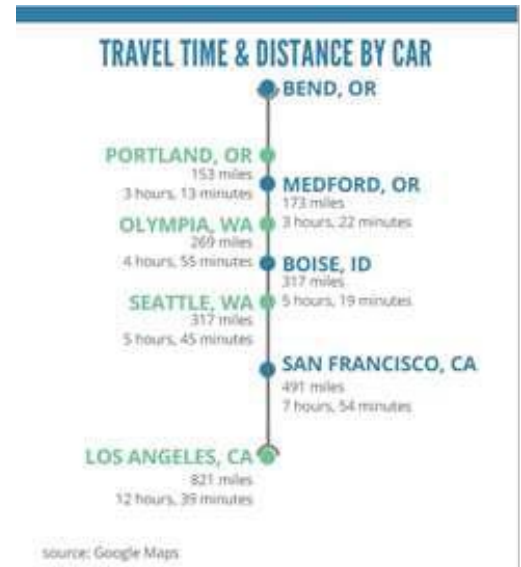 TRAVEL TIME & DISTANCE BY CAR
BEND, OR
PORTLAND, OR
153 miles
3 hours, 13 minutes
MEDFORD, OR
173 miles
3 hours, 22 minutes
OLYMPIA, WA
269 miles
4 hours, 55 minutes
BOISE, ID
317 miles
5 hours, 19 minutes
SEATTLE, WA
317 miles
5 hours, 45 minutes
SAN FRANCISCO, CA
491 miles
7 hours, 54 minutes
LOS ANGELES, CA
821 miles
12 hours, 39 minutes
source: Google Maps